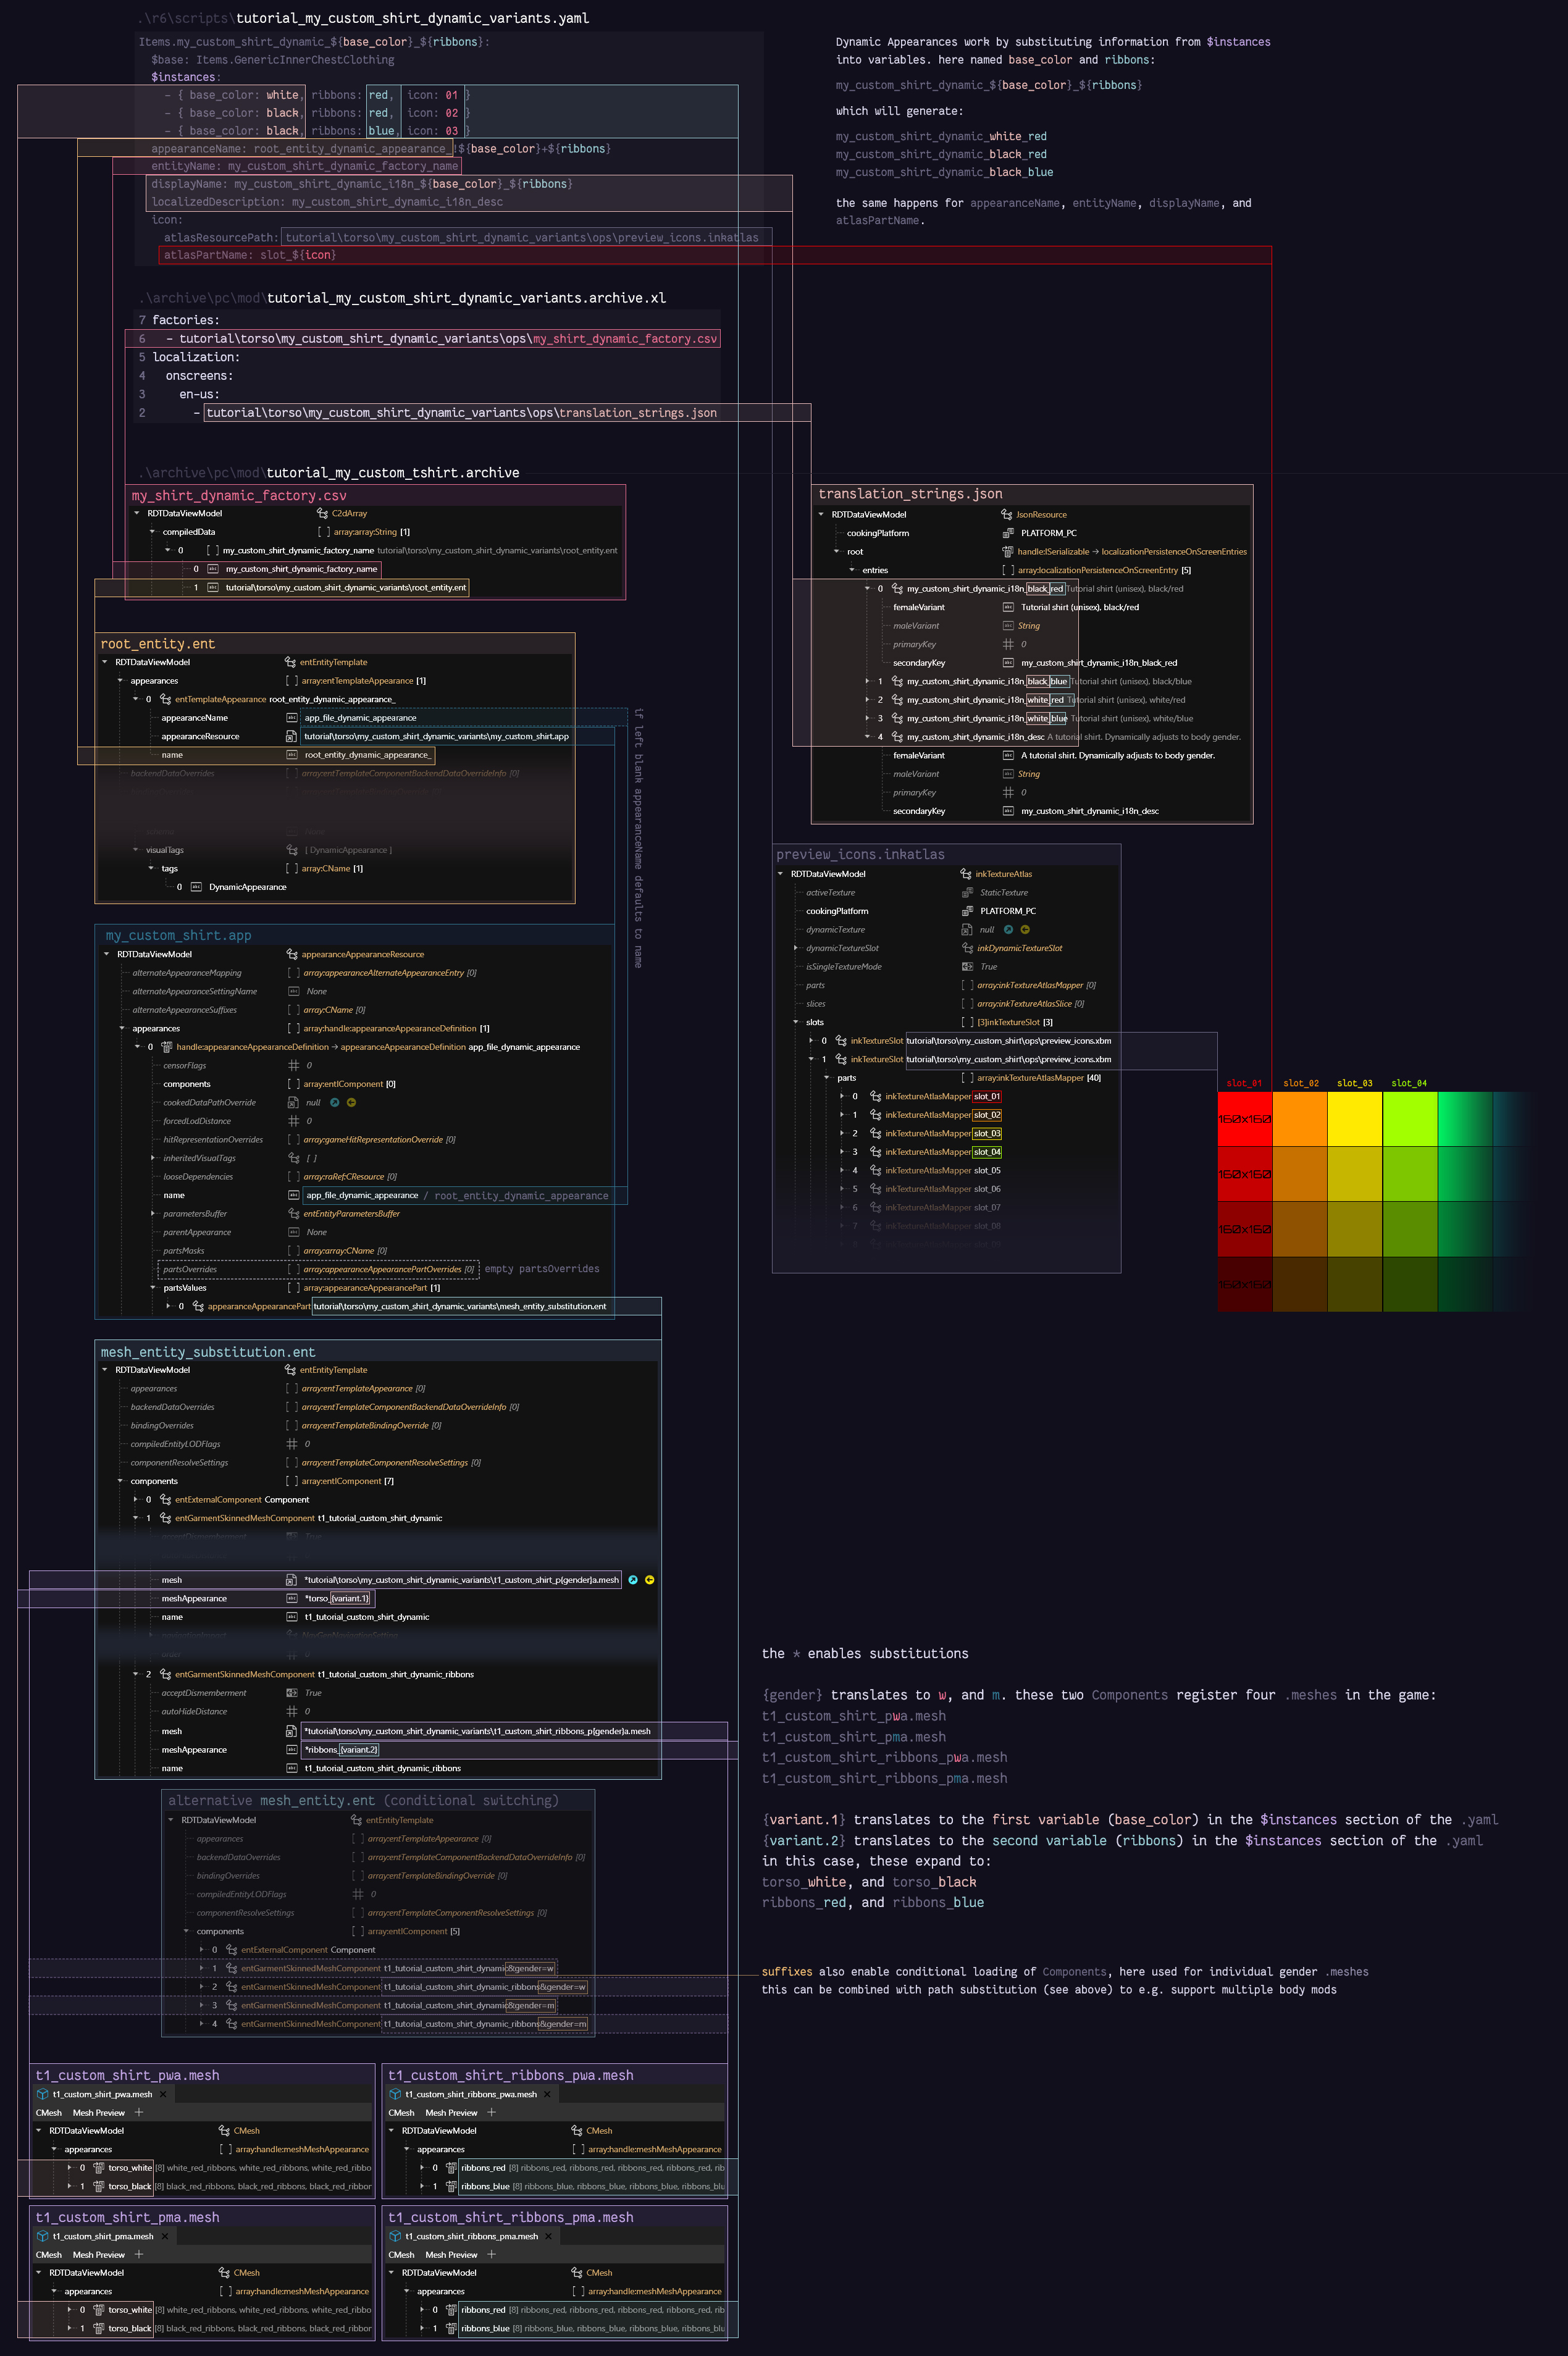 .\r6\scripts\tutorial_my_custom_shirt_dynamic_variants.yaml
Items.my_custom_shirt_dynamic_${base_color}_${ribbons}:
$base: Items.GenericInnerChestClothing
$instances:
- { base_color: white, ribbons: red, icon: 01 }
- { base_color: black, ribbons: red, icon: 02 }
- { base_color: black, ribbons: blue, icon: 03 }
appearanceName: root_entity_dynamic_appearance_!${base_color}+${ribbons}
entityName: my_custom_shirt_dynamic_factory_name
displayName: my_custom_shirt_dynamic_i18n_${base_color}_${ribbons}
localizedDescription: my_custom_shirt_dynamic_i18n_desc
icon:
atlasResourcePath: tutorial\torso\my_custom_shirt_dynamic_variants\ops\preview_icons.inkatlas
atlasPartName: slot_${icon}
Dynamic Appearances work by substituting information from $instances
into variables. here named base_color and ribbons:
my_custom_shirt_dynamic_${base_color}_${ribbons}
which will generate:
my_custom_shirt_dynamic_white_red
my_custom_shirt_dynamic_black_red
my_custom_shirt_dynamic_black_blue
the same happens for appearanceName, entityName, displayName, and
atlasPartName.
.\archive\pc\mod\tutorial_my_custom_shirt_dynamic_variants.archive.xl
7 factories:
6 - tutorial\torso\my_custom_shirt_dynamic_variants\ops\my_shirt_dynamic_factory.csv
5 localization:
4 onscreens:
3 en-us:
2 - tutorial\torso\my_custom_shirt_dynamic_variants\ops\translation_strings.json
.\archive\pc\mod\tutorial_my_custom_tshirt.archive
my_shirt_dynamic_factory.csv
RDTDataViewModel C2dArray
compiledData array:array:String [1]
0 my_custom_shirt_dynamic_factory_name tutorial\torso\my_custom_shirt_dynamic_variants\root_entity.ent
0 my_custom_shirt_dynamic_factory_name
1 tutorial\torso\my_custom_shirt_dynamic_variants\root_entity.ent
translation_strings.json
RDTDataViewModel JsonResource
cookingPlatform PLATFORM_PC
root handle:ISerializable → localizationPersistenceOnScreenEntries
entries array:localizationPersistenceOnScreenEntry [5]
0 my_custom_shirt_dynamic_i18n_black_red Tutorial shirt (unisex), black/red
femaleVariant Tutorial shirt (unisex), black/red
maleVariant String
primaryKey 0
secondaryKey my_custom_shirt_dynamic_i18n_black_red
1 my_custom_shirt_dynamic_i18n_black_blue Tutorial shirt (unisex), black/blue
2 my_custom_shirt_dynamic_i18n_white_red Tutorial shirt (unisex), white/red
3 my_custom_shirt_dynamic_i18n_white_blue Tutorial shirt (unisex), white/blue
4 my_custom_shirt_dynamic_i18n_desc A tutorial shirt. Dynamically adjusts to body gender.
femaleVariant A tutorial shirt. Dynamically adjusts to body gender.
maleVariant String
primaryKey 0
secondaryKey my_custom_shirt_dynamic_i18n_desc
root_entity.ent
RDTDataViewModel entEntityTemplate
appearances array:entTemplateAppearance [1]
0 entTemplateAppearance root_entity_dynamic_appearance_
appearanceName app_file_dynamic_appearance
appearanceResource tutorial\torso\my_custom_shirt_dynamic_variants\my_custom_shirt.app
name root_entity_dynamic_appearance_
backendDataOverrides array:entTemplateComponentBackendDataOverrideInfo [0]
visualTags [ DynamicAppearance ]
tags array:CName [1]
0 DynamicAppearance
if left blank appearanceName defaults to name
preview_icons.inkatlas
RDTDataViewModel inkTextureAtlas
activeTexture StaticTexture
cookingPlatform PLATFORM_PC
dynamicTexture null
dynamicTextureSlot inkDynamicTextureSlot
isSingleTextureMode True
parts array:inkTextureAtlasMapper [0]
slices array:inkTextureAtlasSlice [0]
slots [3]inkTextureSlot [3]
0 inkTextureSlot tutorial\torso\my_custom_shirt\ops\preview_icons.xbm
1 inkTextureSlot tutorial\torso\my_custom_shirt\ops\preview_icons.xbm
parts array:inkTextureAtlasMapper [40]
0 inkTextureAtlasMapper slot_01
1 inkTextureAtlasMapper slot_02
2 inkTextureAtlasMapper slot_03
3 inkTextureAtlasMapper slot_04
4 inkTextureAtlasMapper slot_05
5 inkTextureAtlasMapper slot_06
6 inkTextureAtlasMapper slot_07
7 inkTextureAtlasMapper slot_08
slot_01 slot_02 slot_03 slot_04
160x160
160x160
160x160
160x160
my_custom_shirt.app
RDTDataViewModel appearanceAppearanceResource
alternateAppearanceMapping array:appearanceAlternateAppearanceEntry [0]
alternateAppearanceSettingName None
alternateAppearanceSuffixes array:CName [0]
appearances array:handle:appearanceAppearanceDefinition [1]
0 handle:appearanceAppearanceDefinition → appearanceAppearanceDefinition app_file_dynamic_appearance
censorFlags 0
components array:entIComponent [0]
cookedDataPathOverride null
forcedLodDistance 0
hitRepresentationOverrides array:gameHitRepresentationOverride [0]
inheritedVisualTags [ ]
looseDependencies array:raRef:CResource [0]
name app_file_dynamic_appearance / root_entity_dynamic_appearance
parametersBuffer entEntityParametersBuffer
parentAppearance None
partsMasks array:array:CName [0]
partsOverrides array:appearanceAppearancePartOverrides [0] empty partsOverrides
partsValues array:appearanceAppearancePart [1]
0 appearanceAppearancePart tutorial\torso\my_custom_shirt_dynamic_variants\mesh_entity_substitution.ent
mesh_entity_substitution.ent
RDTDataViewModel entEntityTemplate
appearances array:entTemplateAppearance [0]
backendDataOverrides array:entTemplateComponentBackendDataOverrideInfo [0]
bindingOverrides array:entTemplateBindingOverride [0]
compiledEntityLODFlags 0
componentResolveSettings array:entTemplateComponentResolveSettings [0]
components array:entIComponent [7]
0 entExternalComponent Component
1 entGarmentSkinnedMeshComponent t1_tutorial_custom_shirt_dynamic
mesh *tutorial\torso\my_custom_shirt_dynamic_variants\t1_custom_shirt_p{gender}a.mesh
meshAppearance *torso_{variant.1}
name t1_tutorial_custom_shirt_dynamic
2 entGarmentSkinnedMeshComponent t1_tutorial_custom_shirt_dynamic_ribbons
acceptDismemberment True
autoHideDistance 0
mesh *tutorial\torso\my_custom_shirt_dynamic_variants\t1_custom_shirt_ribbons_p{gender}a.mesh
meshAppearance *ribbons_{variant.2}
name t1_tutorial_custom_shirt_dynamic_ribbons
the * enables substitutions
{gender} translates to w, and m. these two Components register four .meshes in the game:
t1_custom_shirt_pwa.mesh
t1_custom_shirt_pma.mesh
t1_custom_shirt_ribbons_pwa.mesh
t1_custom_shirt_ribbons_pma.mesh
{variant.1} translates to the first variable (base_color) in the $instances section of the .yaml
{variant.2} translates to the second variable (ribbons) in the $instances section of the .yaml
in this case, these expand to:
torso_white, and torso_black
ribbons_red, and ribbons_blue
alternative mesh_entity.ent (conditional switching)
RDTDataViewModel entEntityTemplate
appearances array:entTemplateAppearance [0]
backendDataOverrides array:entTemplateComponentBackendDataOverrideInfo [0]
bindingOverrides array:entTemplateBindingOverride [0]
compiledEntityLODFlags 0
componentResolveSettings array:entTemplateComponentResolveSettings [0]
components array:entIComponent [5]
0 entExternalComponent Component
1 entGarmentSkinnedMeshComponent t1_tutorial_custom_shirt_dynamic&gender=w
2 entGarmentSkinnedMeshComponent t1_tutorial_custom_shirt_dynamic_ribbons&gender=w
3 entGarmentSkinnedMeshComponent t1_tutorial_custom_shirt_dynamic&gender=m
4 entGarmentSkinnedMeshComponent t1_tutorial_custom_shirt_dynamic_ribbons&gender=m
suffixes also enable conditional loading of Components, here used for individual gender .meshes
this can be combined with path substitution (see above) to e.g. support multiple body mods
t1_custom_shirt_pwa.mesh
t1_custom_shirt_pwa.mesh
CMesh Mesh Preview
RDTDataViewModel CMesh
appearances array:handle:meshMeshAppearance
0 torso_white [8] white_red_ribbons, white_red_ribbons, white_red_ribbo
1 torso_black [8] black_red_ribbons, black_red_ribbons, black_red_ribbor
t1_custom_shirt_ribbons_pwa.mesh
t1_custom_shirt_ribbons_pwa.mesh
CMesh Mesh Preview
RDTDataViewModel CMesh
appearances array:handle:meshMeshAppearance
0 ribbons_red [8] ribbons_red, ribbons_red, ribbons_red, ribbons_red, rib
1 ribbons_blue [8] ribbons_blue, ribbons_blue, ribbons_blue, ribbons_blu
t1_custom_shirt_pma.mesh
t1_custom_shirt_pma.mesh
CMesh Mesh Preview
RDTDataViewModel CMesh
appearances array:handle:meshMeshAppearance
0 torso_white [8] white_red_ribbons, white_red_ribbons, white_red_ribbo
1 torso_black [8] black_red_ribbons, black_red_ribbons, black_red_ribbor
t1_custom_shirt_ribbons_pma.mesh
t1_custom_shirt_ribbons_pma.mesh
CMesh Mesh Preview
RDTDataViewModel CMesh
appearances array:handle:meshMeshAppearance
0 ribbons_red [8] ribbons_red, ribbons_red, ribbons_red, ribbons_red, rib
1 ribbons_blue [8] ribbons_blue, ribbons_blue, ribbons_blue, ribbons_blu